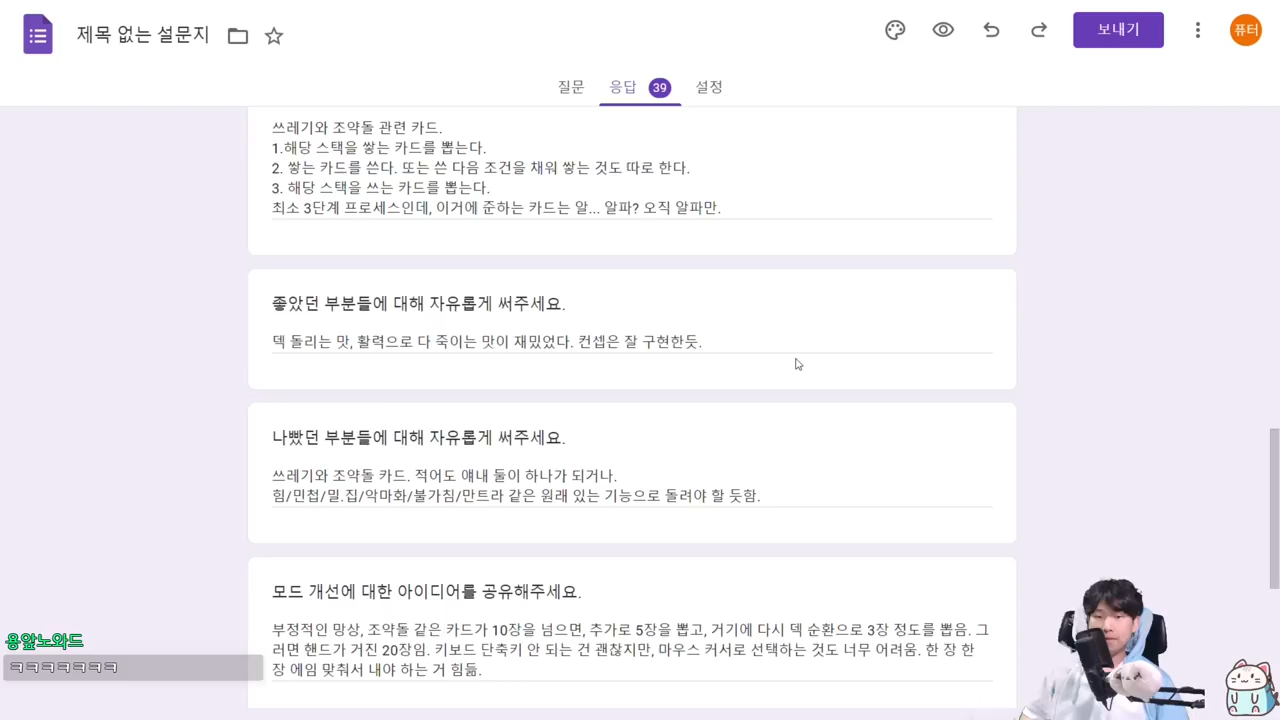 제목 없는 설문지
보내기
퓨터
질문
응답
39
설정
쓰레기와 조약돌 관련 카드.
1.해당 스택을 쌓는 카드를 뽑는다.
2. 쌓는 카드를 쓴다. 또는 쓴 다음 조건을 채워 쌓는 것도 따로 한다.
3. 해당 스택을 쓰는 카드를 뽑는다.
최소 3단계 프로세스인데, 이거에 준하는 카드는 알... 알파? 오직 알파만.
좋았던 부분들에 대해 자유롭게 써주세요.
덱 돌리는 맛, 활력으로 다 죽이는 맛이 재밌었다. 컨셉은 잘 구현한듯.
나빴던 부분들에 대해 자유롭게 써주세요.
쓰레기와 조약돌 카드. 적어도 얘내 둘이 하나가 되거나.
힘/민첩/밀.집/악마화/불가침/만트라 같은 원래 있는 기능으로 돌려야 할 듯함.
모드 개선에 대한 아이디어를 공유해주세요.
부정적인 망상, 조약돌 같은 카드가 10장을 넘으면, 추가로 5장을 뽑고, 거기에 다시 덱 순환으로 3장 정도를 뽑음. 그
러면 핸드가 거진 20장임. 키보드 단축키 안 되는 건 괜찮지만, 마우스 커서로 선택하는 것도 너무 어려움. 한 장 한
장 에임 맞춰서 내야 하는 거 힘듦.
용앞노와드
ㅋㅋㅋㅋㅋㅋㅋ